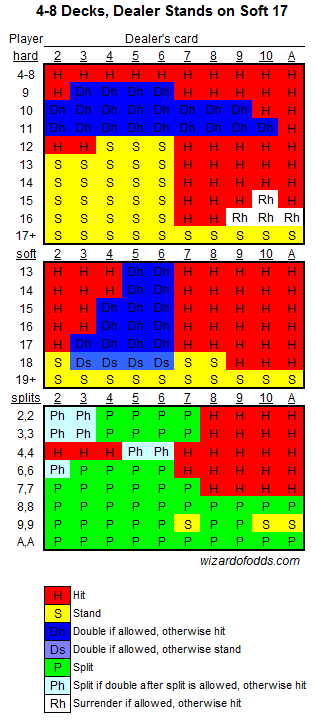 4-8 Decks, Dealer Stands on Soft 17
Player Dealer's card
hard 2 3 4 5 6 7 8 9 10 A
4-8 H H H H H H H H H H
9 H Dh Dh Dh Dh H H H H H
10 Dh Dh Dh Dh Dh Dh Dh Dh H H
11 Dh Dh Dh Dh Dh Dh Dh Dh Dh H
12 H H S S S H H H H H
13 S S S S S H H H H H
14 S S S S S H H H H H
15 S S S S S H H H Rh H
16 S S S S S H H Rh Rh Rh
17+ S S S S S S S S S S
soft 2 3 4 5 6 7 8 9 10 A
13 H H H Dh Dh H H H H H
14 H H H Dh Dh H H H H H
15 H H Dh Dh Dh H H H H H
16 H H Dh Dh Dh H H H H H
17 H Dh Dh Dh Dh H H H H H
18 S Ds Ds Ds Ds S S H H H
19+ S S S S S S S S S S
splits 2 3 4 5 6 7 8 9 10 A
2,2 Ph Ph P P P P H H H H
3,3 Ph Ph P P P P H H H H
4,4 H H H Ph Ph H H H H H
6,6 Ph P P P P H H H H H
7,7 P P P P P P H H H H
8,8 P P P P P P P P P P
9,9 P P P P P S P P S S
A,A P P P P P P P P P P
wizardofodds.com
H Hit
S Stand
Dh Double if allowed, otherwise hit
Ds Double if allowed, otherwise stand
P Split
Ph Split if double after split is allowed, otherwise hit
Rh Surrender if allowed, otherwise hit